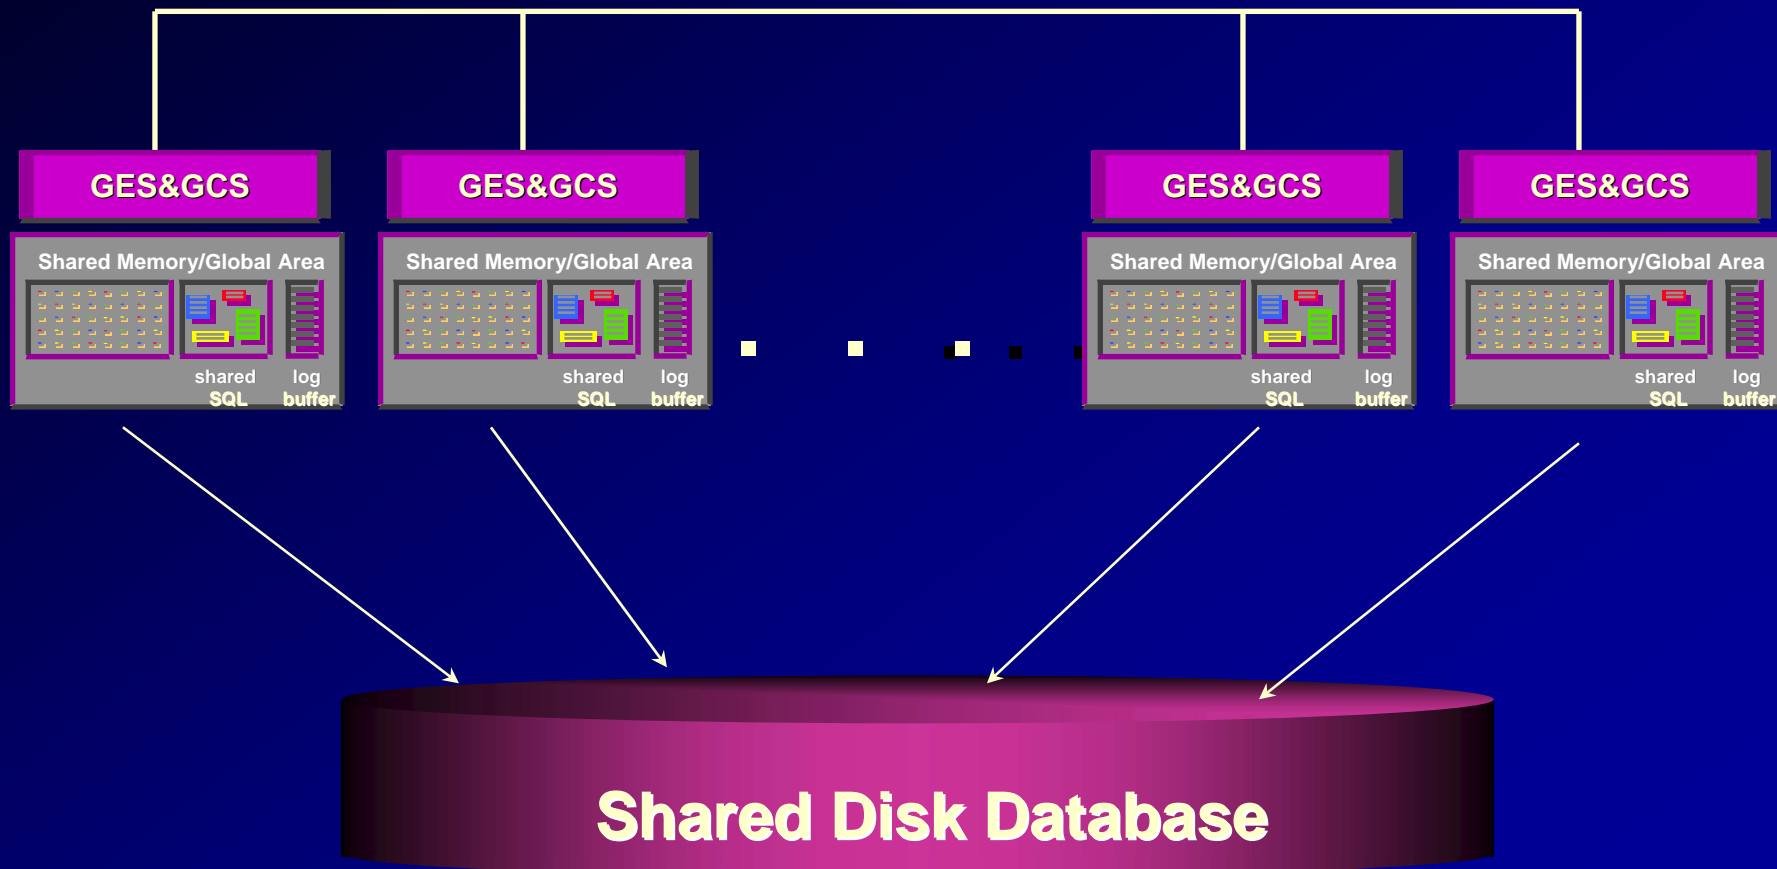 GES&GCS GES&GCS GES&GCS GES&GCS
Shared Memory/Global Area Shared Memory/Global Area Shared Memory/Global Area Shared Memory/Global Area
shared log shared log shared log shared log
SQL buffer SQL buffer SQL buffer SQL buffer
Shared Disk Database